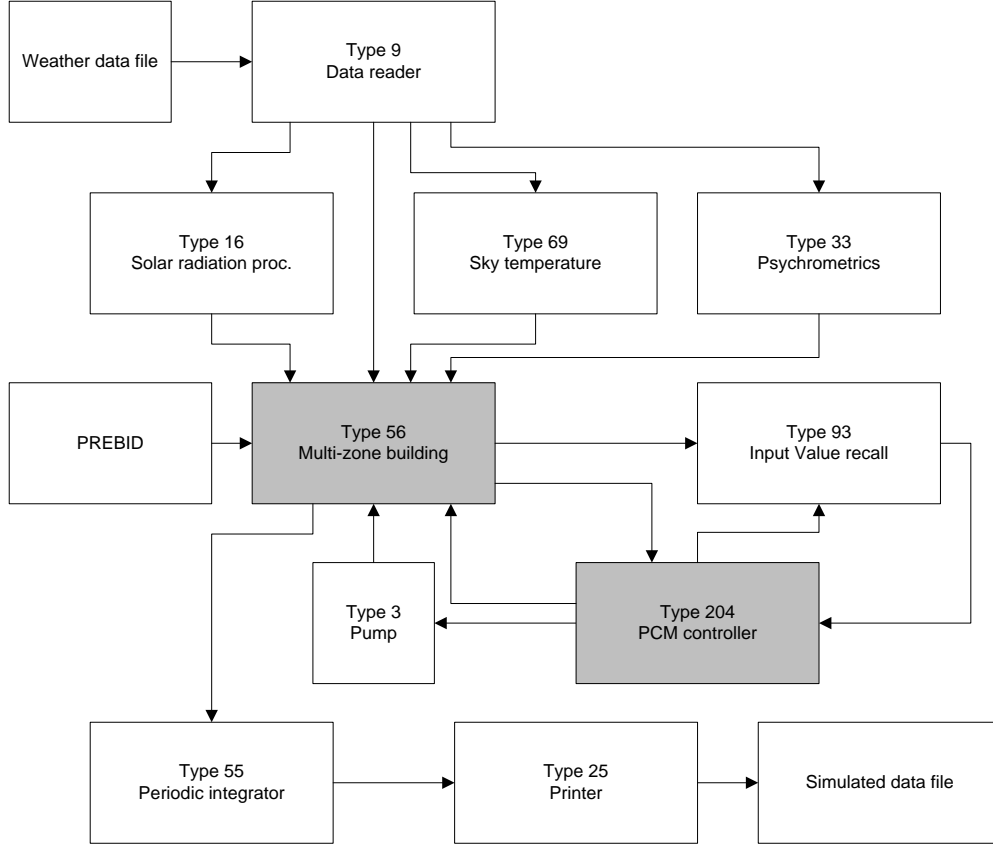 Weather data file
Type 9
Data reader
Type 16
Solar radiation proc.
Type 69
Sky temperature
Type 33
Psychrometrics
PREBID
Type 56
Multi-zone building
Type 93
Input Value recall
Type 3
Pump
Type 204
PCM controller
Type 55
Periodic integrator
Type 25
Printer
Simulated data file